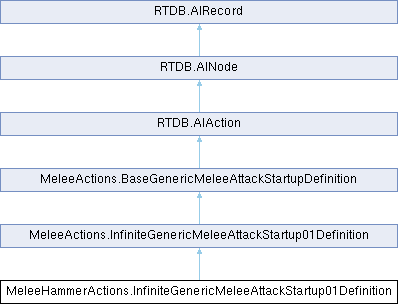 RTDB.AIRecord
RTDB.AINode
RTDB.AIAction
MeleeActions.BaseGenericMeleeAttackStartupDefinition
MeleeActions.InfiniteGenericMeleeAttackStartup01Definition
MeleeHammerActions.InfiniteGenericMeleeAttackStartup01Definition